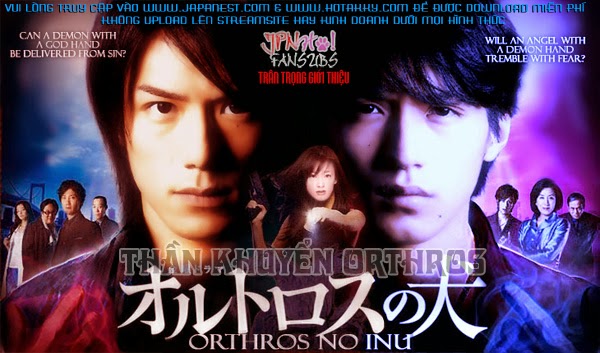 VUI LÒNG TRUY CẬP VÀO WWW.JAPANEST.COM & WWW.HOTAKKY.COM ĐỂ ĐƯỢC DOWNLOAD MIỄN PHÍ
KHÔNG UPLOAD LÊN STREAMSITE HAY KINH DOANH DƯỚI MỌI HÌNH THỨC
CAN A DEMON WITH
A GOD HAND
BE DELIVERED FROM SIN?
JPN
FANSUBS
TRÂN TRỌNG GIỚI THIỆU
WILL AN ANGEL WITH
A DEMON HAND
TREMBLE WITH FEAR?
THẦN KHUYỂN ORTHROS
オルトロスの犬
ORTHROS NO INU